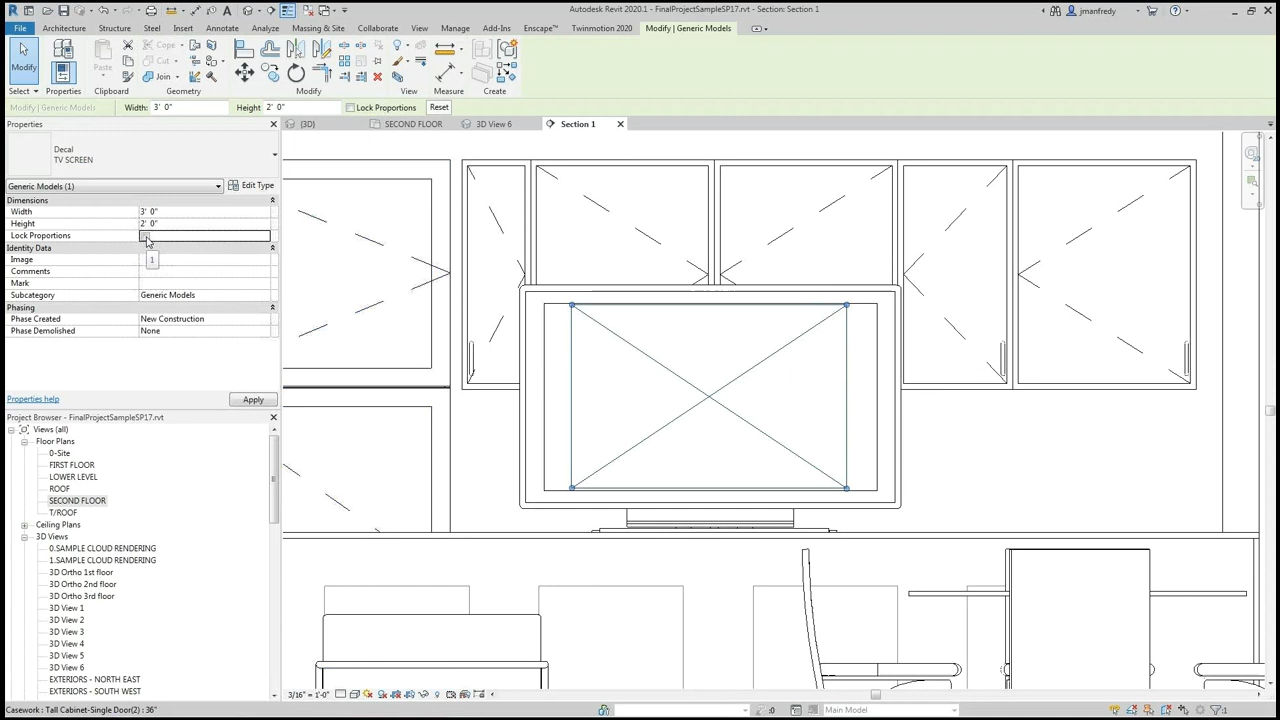 Autodesk Revit 2020.1 - FinalProjectSampleSP17.rvt - Section: Section 1
jmanfredy
File Architecture Structure Steel Insert Annotate Analyze Massing & Site Collaborate View Manage Add-Ins Enscape™ Twinmotion 2020 Modify | Generic Models
Modify Paste Cope Cut Join
Select Properties Clipboard Geometry Modify View Measure Create
Modify | Generic Models Width: 3' 0" Height 2' 0" Lock Proportions Reset
Properties
{3D} SECOND FLOOR 3D View 6 Section 1
Decal
TV SCREEN
Generic Models (1) Edit Type
Dimensions
Width 3' 0"
Height 2' 0"
Lock Proportions
Identity Data
1
Image
Comments
Mark
Subcategory Generic Models
Phasing
Phase Created New Construction
Phase Demolished None
Properties help Apply
Project Browser - FinalProjectSampleSP17.rvt
Views (all)
Floor Plans
0-Site
FIRST FLOOR
LOWER LEVEL
ROOF
SECOND FLOOR
T/ROOF
Ceiling Plans
3D Views
0.SAMPLE CLOUD RENDERING
1.SAMPLE CLOUD RENDERING
3D Ortho 1st floor
3D Ortho 2nd floor
3D Ortho 3rd floor
3D View 1
3D View 2
3D View 3
3D View 4
3D View 5
3D View 6
EXTERIORS - NORTH EAST
EXTERIORS - SOUTH WEST
3/16" = 1'-0"
Casework : Tall Cabinet-Single Door(2) : 36" :0 Main Model :1